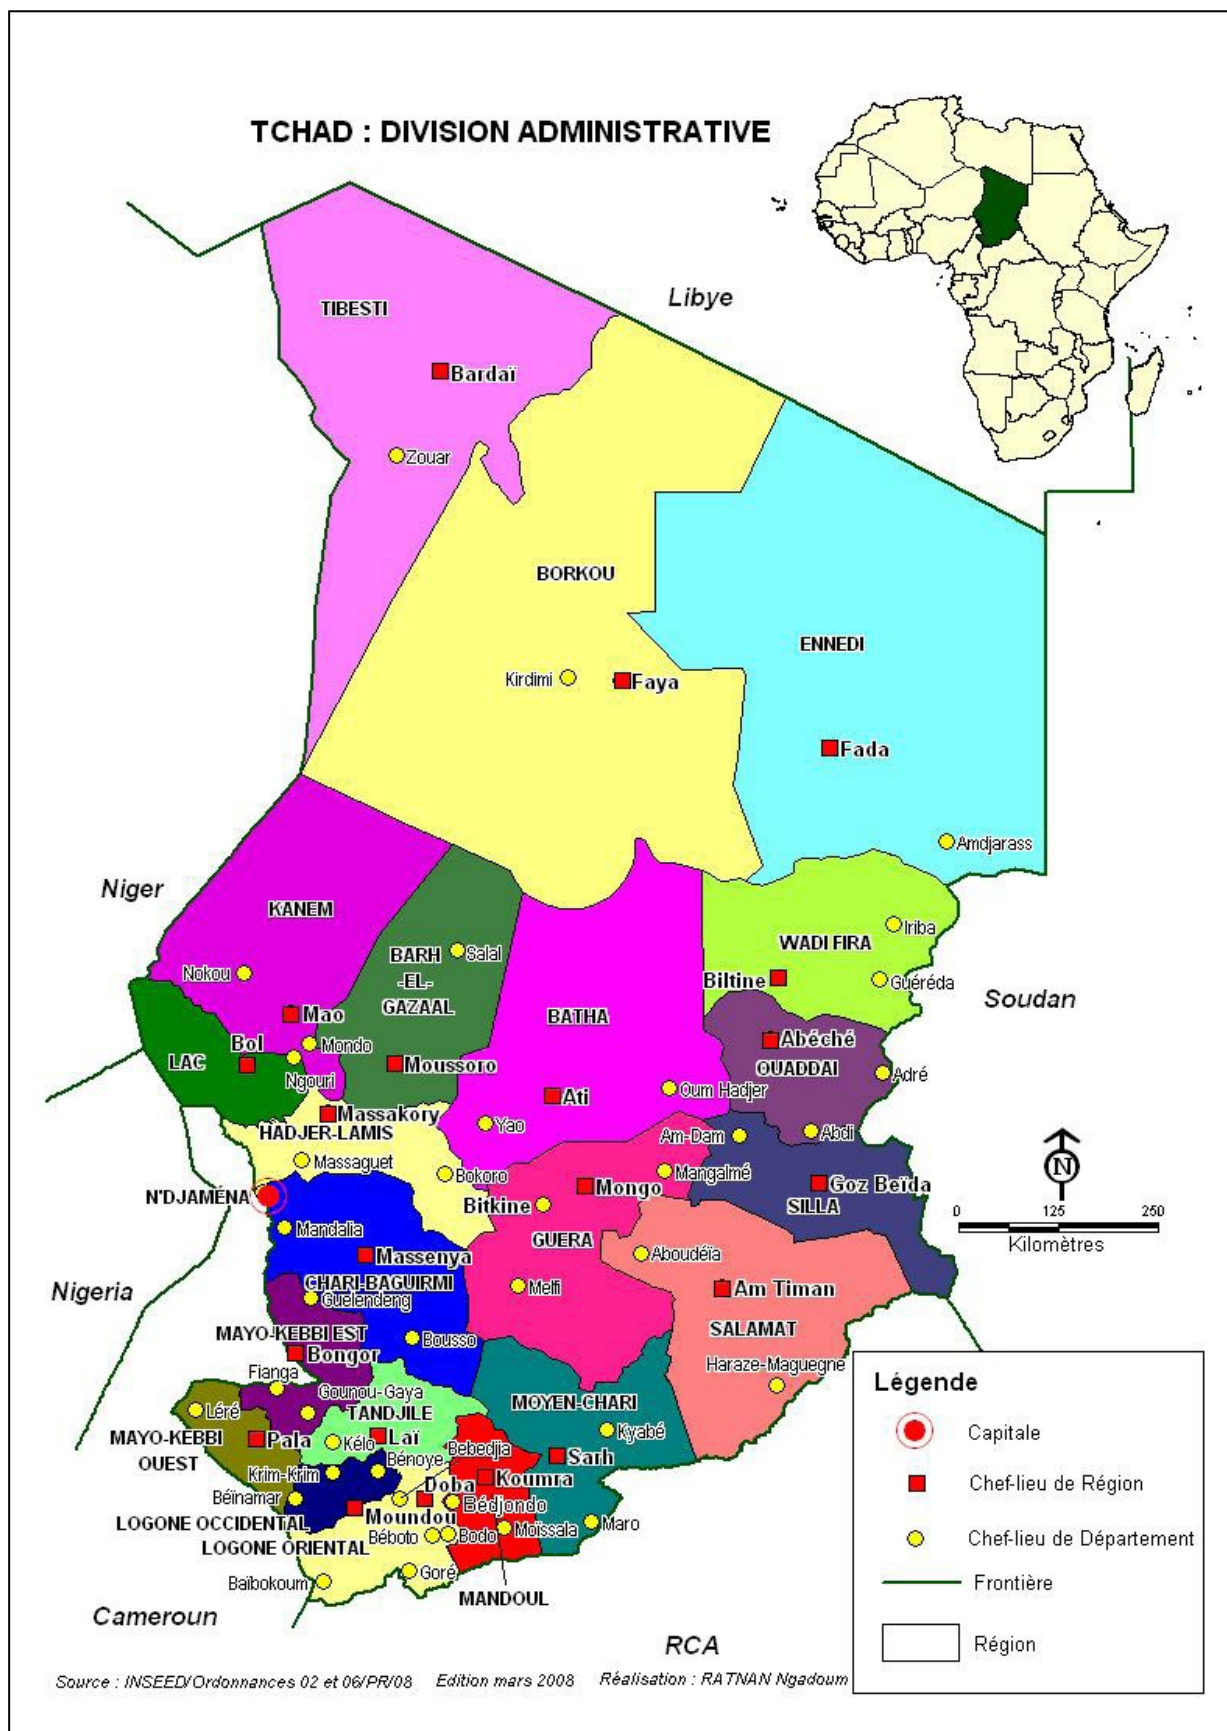 TCHAD : DIVISION ADMINISTRATIVE
Libye
TIBESTI
Bardaï
Zouar
BORKOU
ENNEDI
Kirdimi
Faya
Fada
Amdjarass
Niger
KANEM
BARH
-EL-
GAZAAL
Salal
WADI FIRA
Iriba
Nokou
Biltine
Guéréda
Soudan
Mao
BATHA
Bol
Mondo
Abéché
LAC
Moussoro
OUADDAI
Ngouri
Adré
Ati
Oum Hadjer
Massakory
HADJER-LAMIS
Yao
Am-Dam
Abdi
Massaguet
Bokoro
Mangalmé
N'DJAMÉNA
Mongo
Goz Beïda
Bitkine
SILLA
N
Mandalia
GUERA
0 125 250
Kilomètres
Massenya
Aboudéïa
CHARI-BAGUIRMI
Melfi
Am Timan
Nigeria
Guelendeng
SALAMAT
MAYO-KEBBI EST
Bousso
Bongor
Haraze-Maguegne
Fianga
Gounou-Gaya
MOYEN-CHARI
Léré
TANDJILE
Kyabé
MAYO-KEBBI
OUEST
Pala
Laï
Kélo
Bebedjia
Sarh
Bénoye
Krim-Krim
Koumra
Doba
Béïnamar
Bédjondo
Moundou
LOGONE OCCIDENTAL
Maro
Béboto
Bodo
Moïssala
LOGONE ORIENTAL
Goré
Baïbokoum
MANDOUL
Cameroun
RCA
Légende
Capitale
Chef-lieu de Région
Chef-lieu de Département
Frontière
Région
Source : INSEED/Ordonnances 02 et 06/PR/08 Edition mars 2008 Réalisation : RATNAN Ngadoum